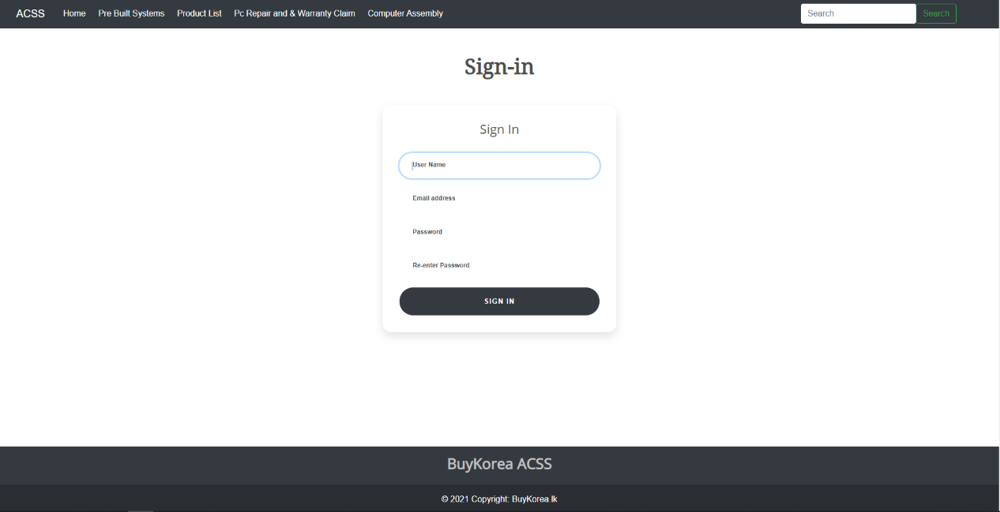 ACSS Home Pre Built Systems Product List Pc Repair and & Warranty Claim Computer Assembly Search Search
Sign-in
Sign In
User Name
Email address
Password
Re-enter Password
SIGN IN
BuyKorea ACSS
© 2021 Copyright: BuyKorea.lk